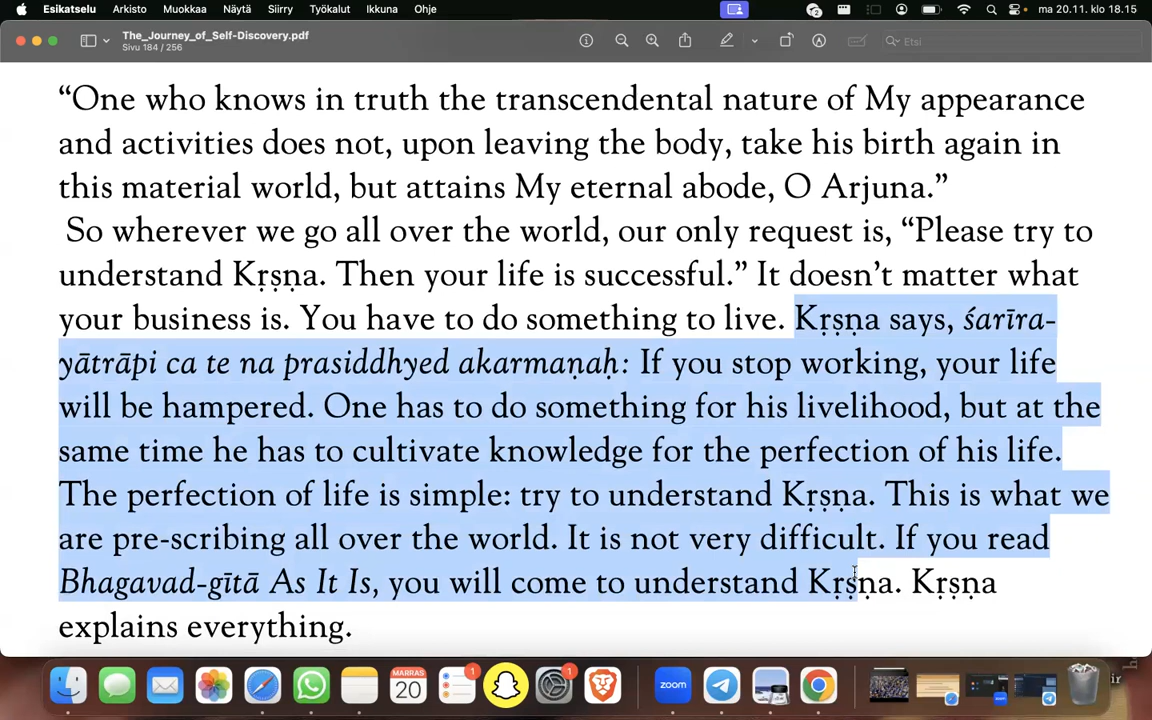 Esikatselu Arkisto Muokkaa Näytä Siirry Työkalut Ikkuna Ohje 2 ma 20.11. klo 18.15
The_Journey_of_Self-Discovery.pdf
Sivu 184 / 256
Etsi
“One who knows in truth the transcendental nature of My appearance
and activities does not, upon leaving the body, take his birth again in
this material world, but attains My eternal abode, O Arjuna.”
So wherever we go all over the world, our only request is, “Please try to
understand Kṛṣṇa. Then your life is successful.” It doesn’t matter what
your business is. You have to do something to live. Kṛṣṇa says, śarīra-
yātrāpi ca te na prasiddhyed akarmaṇaḥ: If you stop working, your life
will be hampered. One has to do something for his livelihood, but at the
same time he has to cultivate knowledge for the perfection of his life.
The perfection of life is simple: try to understand Kṛṣṇa. This is what we
are pre-scribing all over the world. It is not very difficult. If you read
Bhagavad-gītā As It Is, you will come to understand Kṛṣṇa. Kṛṣṇa
explains everything.
MARRAS
20
1
1
zoom